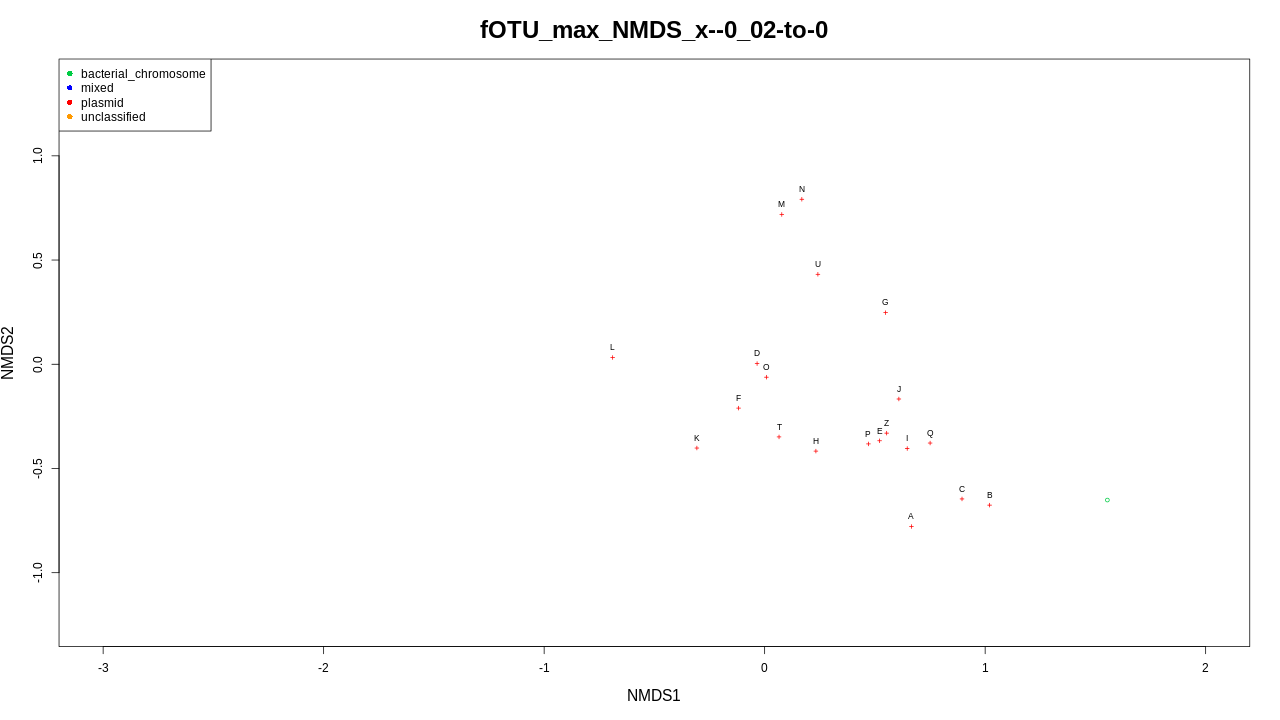 fOTU_max_NMDS_x--0_02-to-0
bacterial_chromosome
mixed
plasmid
unclassified
NMDS2
1.0
0.5
0.0
-0.5
-1.0
N
M
U
G
L
D
O
J
F
Z
T
E
P
Q
K
H
I
C
B
A
-3
-2
-1
0
1
2
NMDS1